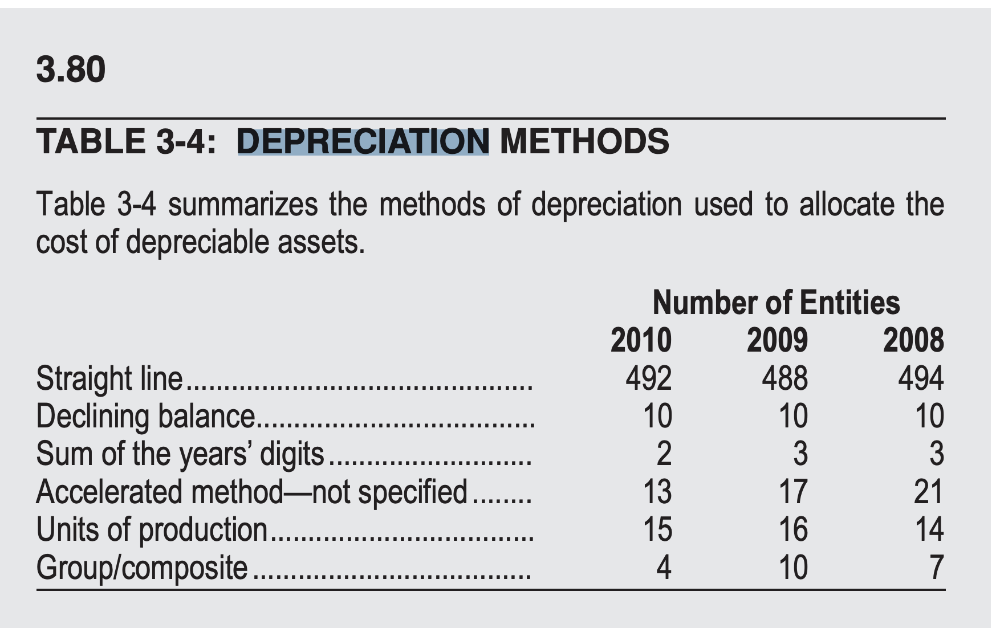 3.80
TABLE 3-4: DEPRECIATION METHODS
Table 3-4 summarizes the methods of depreciation used to allocate the
cost of depreciable assets.
Number of Entities
2010 2009 2008
Straight line.............................................. 492 488 494
Declining balance..................................... 10 10 10
Sum of the years’ digits........................... 2 3 3
Accelerated method—not specified........ 13 17 21
Units of production................................... 15 16 14
Group/composite..................................... 4 10 7